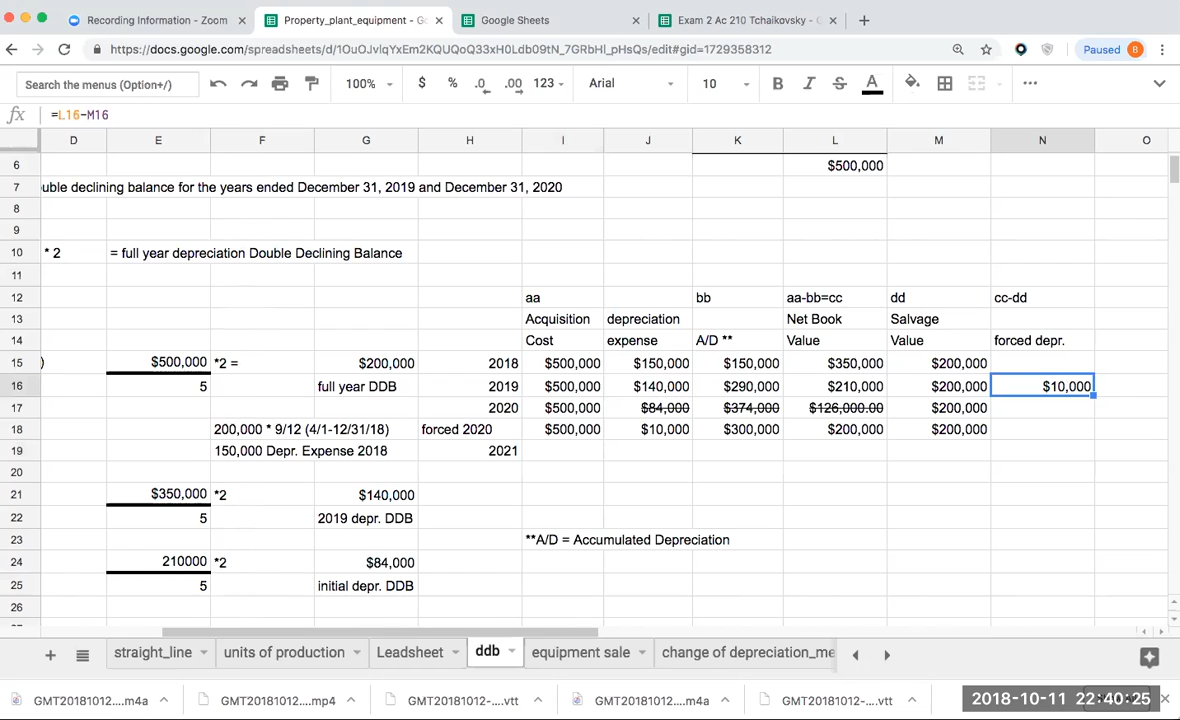 Recording Information - Zoom
Property_plant_equipment - Go
Google Sheets
Exam 2 Ac 210 Tchaikovsky - G
https://docs.google.com/spreadsheets/d/1OuOJvlqYxEm2KQUQoQ33xH0Ldb09tN_7GRbHl_pHsQs/edit#gid=1729358312
Paused B
Search the menus (Option+/) 100% $ % .0 .00 123 Arial 10 B I S A
fx =L16-M16
D E F G H I J K L M N O
6 $500,000
7 uble declining balance for the years ended December 31, 2019 and December 31, 2020
8
9
10 * 2 = full year depreciation Double Declining Balance
11
12 aa bb aa-bb=cc dd cc-dd
13 Acquisition depreciation Net Book Salvage
14 Cost expense A/D ** Value Value forced depr.
15 ) $500,000 *2 = $200,000 2018 $500,000 $150,000 $150,000 $350,000 $200,000
16 5 full year DDB 2019 $500,000 $140,000 $290,000 $210,000 $200,000 $10,000
17 2020 $500,000 $84,000 $374,000 $126,000.00 $200,000
18 200,000 * 9/12 (4/1-12/31/18) forced 2020 $500,000 $10,000 $300,000 $200,000 $200,000
19 150,000 Depr. Expense 2018 2021
20
21 $350,000 *2 $140,000
22 5 2019 depr. DDB
23 **A/D = Accumulated Depreciation
24 210000 *2 $84,000
25 5 initial depr. DDB
26
straight_line units of production Leadsheet ddb equipment sale change of depreciation_me
GMT20181012....m4a GMT20181012....mp4 GMT20181012-....vtt GMT20181012....m4a GMT20181012-....vtt
2018-10-11 22:40:25